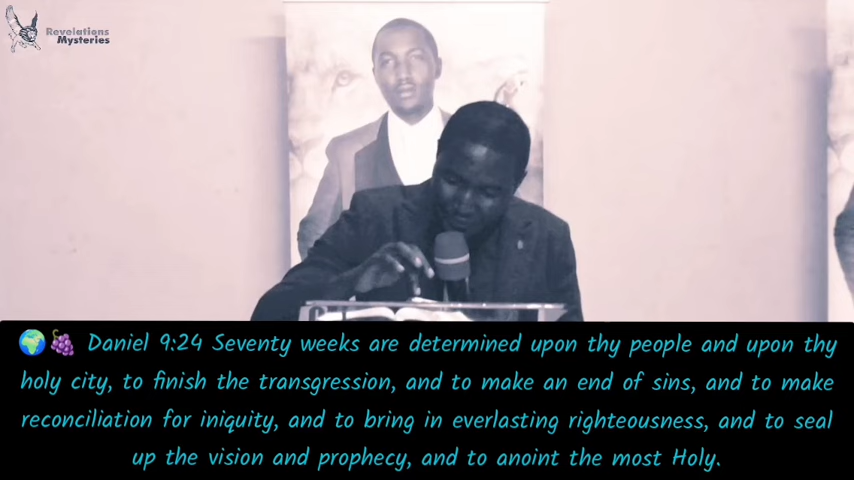 Revelations
Mysteries
🌍🍇 Daniel 9:24 Seventy weeks are determined upon thy people and upon thy
holy city, to finish the transgression, and to make an end of sins, and to make
reconciliation for iniquity, and to bring in everlasting righteousness, and to seal
up the vision and prophecy, and to anoint the most Holy.